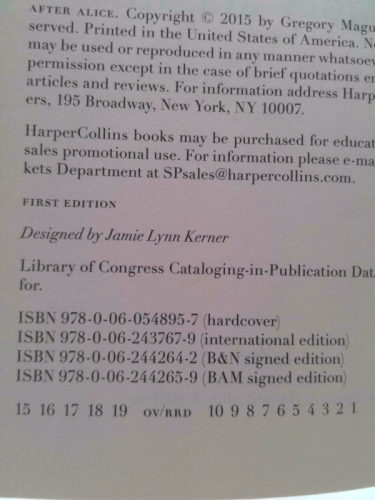 AFTER ALICE. Copyright © 2015 by Gregory
served. Printed in the United States of America.
may be used or reproduced in any manner
permission except in the case of brief quotations
articles and reviews. For information address
ers, 195 Broadway, New York, NY 10007.
HarperCollins books may be purchased for
sales promotional use. For information please
kets Department at SPsales@harpercollins.com.
FIRST EDITION
Designed by Jamie Lynn Kerner
Library of Congress Cataloging-in-Publication
for.
ISBN 978-0-06-054895-7 (hardcover)
ISBN 978-0-06-243767-9 (international edition)
ISBN 978-0-06-244264-2 (B&N signed edition)
ISBN 978-0-06-244265-9 (BAM signed edition)
15 16 17 18 19 OV/RRD 10 9 8 7 6 5 4 3 2 1